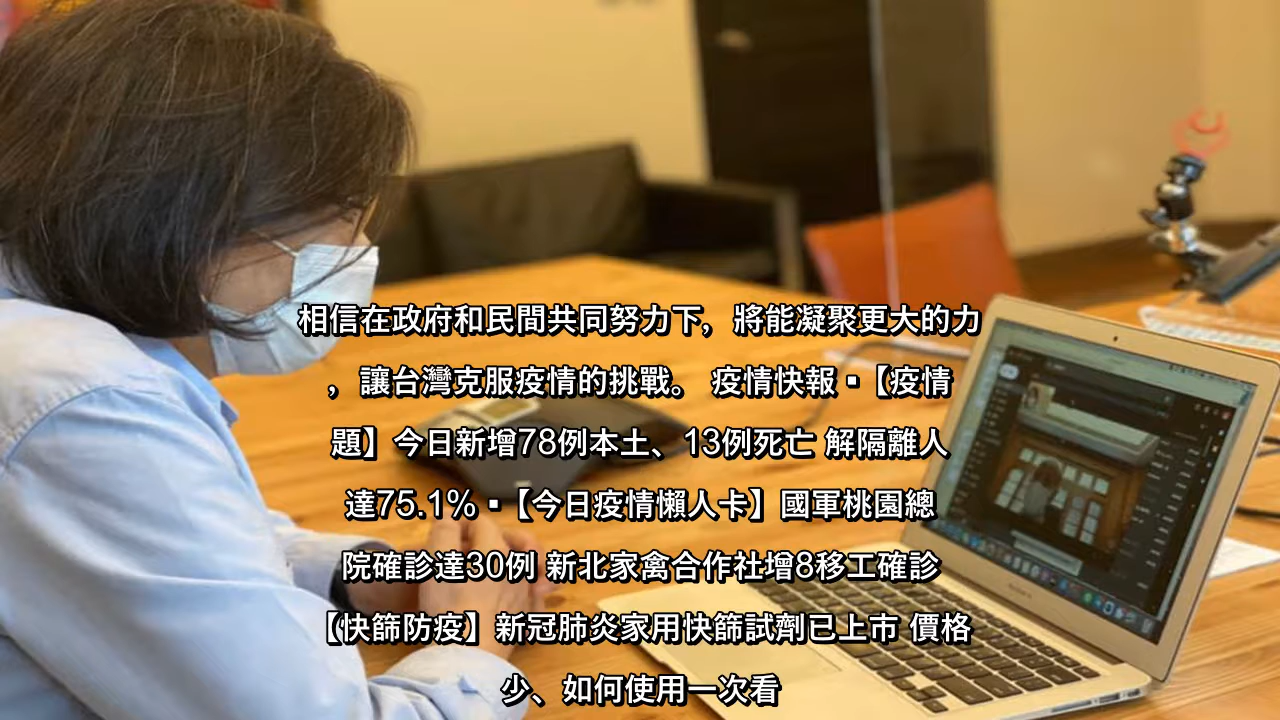 相信在政府和民間共同努力下，將能凝聚更大的力
，讓台灣克服疫情的挑戰。 疫情快報▪【疫情
題】今日新增78例本土、13例死亡 解隔離人
達75.1%▪【今日疫情懶人卡】國軍桃園總
院確診達30例 新北家禽合作社增8移工確診
【快篩防疫】新冠肺炎家用快篩試劑已上市 價格
少、如何使用一次看